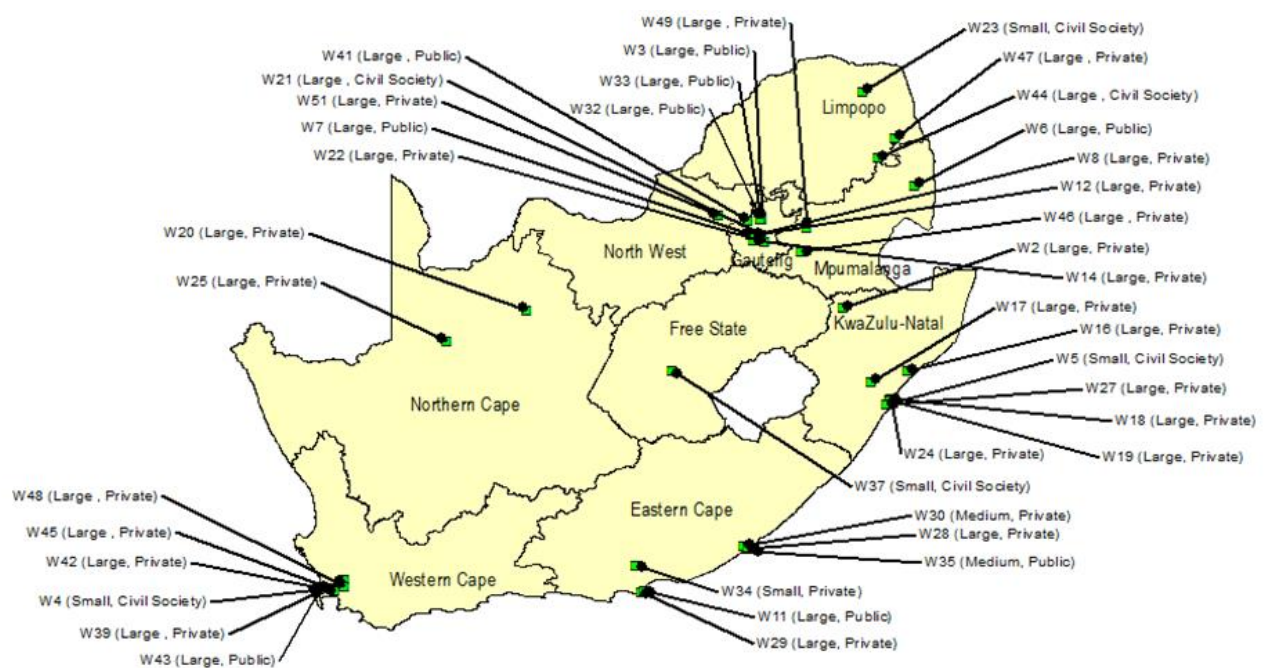 W49 (Large , Private)
W23 (Small, Civil Society)
W41 (Large , Public)
W3 (Large, Public)
W47 (Large , Private)
W21 (Large , Civil Society)
W33 (Large, Public)
W44 (Large , Civil Society)
W51 (Large, Private)
W32 (Large, Public)
Limpopo
W7 (Large, Public)
W6 (Large, Public)
W22 (Large, Private)
W8 (Large, Private)
W12 (Large, Private)
W46 (Large , Private)
W20 (Large, Private)
North West
Gauteng
Mpumalanga
W2 (Large, Private)
W14 (Large, Private)
W25 (Large, Private)
Free State
KwaZulu-Natal
W17 (Large, Private)
W16 (Large, Private)
W5 (Small, Civil Society)
W27 (Large, Private)
Northern Cape
W18 (Large, Private)
W24 (Large, Private)
W19 (Large, Private)
W37 (Small, Civil Society)
W48 (Large , Private)
Eastern Cape
W30 (Medium, Private)
W45 (Large , Private)
W28 (Large, Private)
W42 (Large, Private)
W35 (Medium, Public)
Western Cape
W34 (Small, Private)
W4 (Small, Civil Society)
W11 (Large, Public)
W39 (Large , Private)
W29 (Large, Private)
W43 (Large, Public)